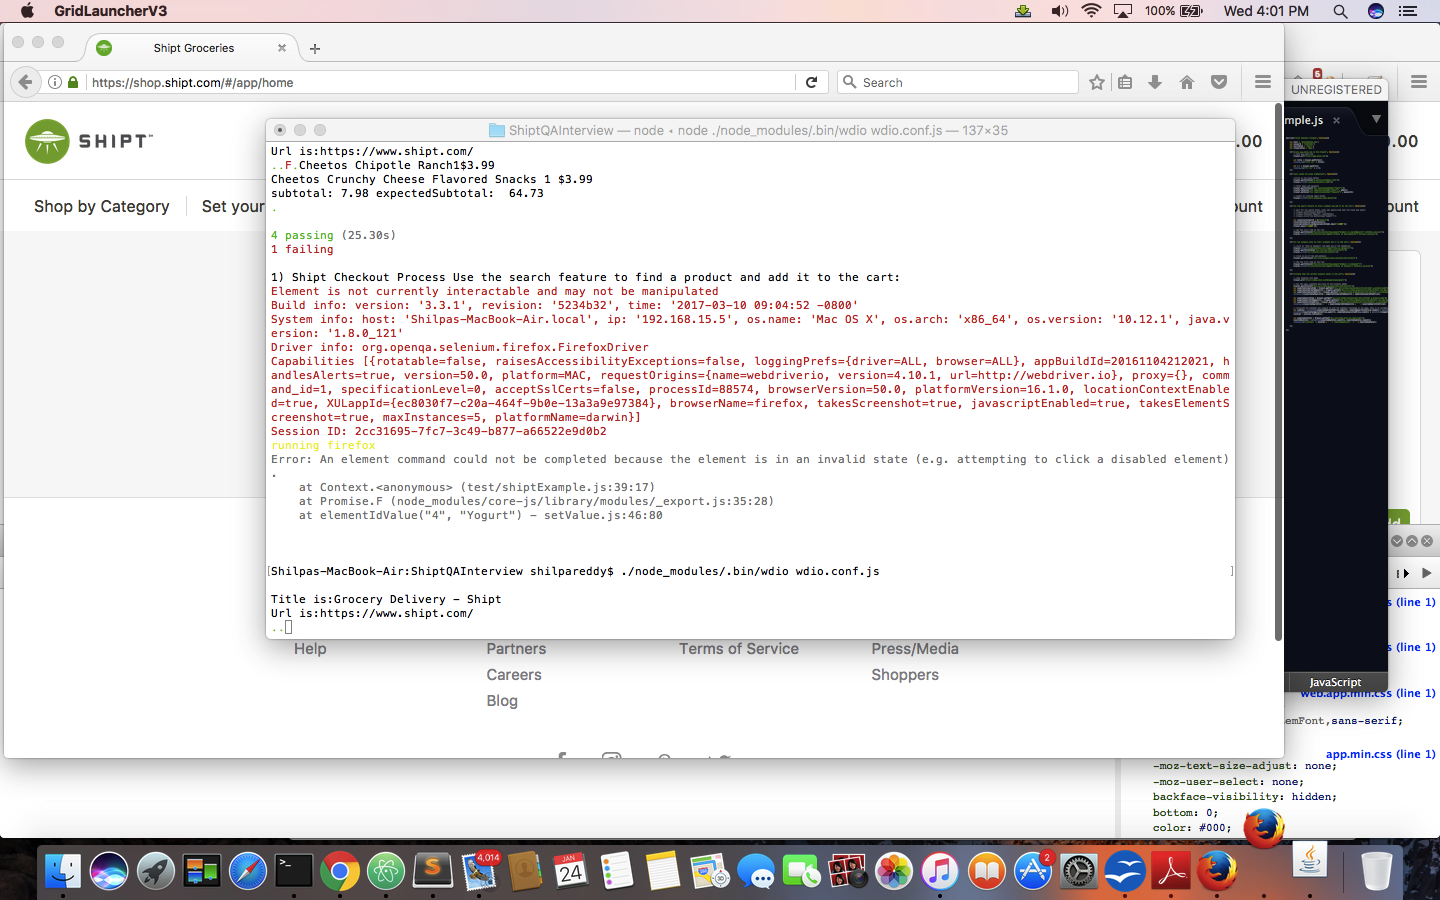 GridLauncherV3
100%
Wed 4:01 PM
Shipt Groceries
https://shop.shipt.com/#/app/home
Search
5
UNREGISTERED
SHIPT
ShiptQAInterview — node ◂ node ./node_modules/.bin/wdio wdio.conf.js — 137×35
mple.js
.00
0.00
Shop by Category
Set your
ount
ount
Url is:https://www.shipt.com/
..F.Cheetos Chipotle Ranch1$3.99
Cheetos Crunchy Cheese Flavored Snacks 1 $3.99
subtotal: 7.98 expectedSubtotal:  64.73
.
4 passing (25.30s)
1 failing
1) Shipt Checkout Process Use the search feature to find a product and add it to the cart:
Element is not currently interactable and may not be manipulated
Build info: version: '3.3.1', revision: '5234b32', time: '2017-03-10 09:04:52 -0800'
System info: host: 'Shilpas-MacBook-Air.local', ip: '192.168.15.5', os.name: 'Mac OS X', os.arch: 'x86_64', os.version: '10.12.1', java.v
ersion: '1.8.0_121'
Driver info: org.openqa.selenium.firefox.FirefoxDriver
Capabilities [{rotatable=false, raisesAccessibilityExceptions=false, loggingPrefs={driver=ALL, browser=ALL}, appBuildId=20161104212021, h
andlesAlerts=true, version=50.0, platform=MAC, requestOrigins={name=webdriverio, version=4.10.1, url=http://webdriver.io}, proxy={}, comm
and_id=1, specificationLevel=0, acceptSslCerts=false, processId=88574, browserVersion=50.0, platformVersion=16.1.0, locationContextEnable
d=true, XULappId={ec8030f7-c20a-464f-9b0e-13a3a9e97384}, browserName=firefox, takesScreenshot=true, javascriptEnabled=true, takesElementS
creenshot=true, maxInstances=5, platformName=darwin}]
Session ID: 2cc31695-7fc7-3c49-b877-a66522e9d0b2
running firefox
Error: An element command could not be completed because the element is in an invalid state (e.g. attempting to click a disabled element)
.
at Context.<anonymous> (test/shiptExample.js:39:17)
at Promise.F (node_modules/core-js/library/modules/_export.js:35:28)
at elementIdValue("4", "Yogurt") - setValue.js:46:80
[Shilpas-MacBook-Air:ShiptQAInterview shilpareddy$ ./node_modules/.bin/wdio wdio.conf.js ]
Title is:Grocery Delivery - Shipt
Url is:https://www.shipt.com/
..
s (line 1)
s (line 1)
JavaScript
web.app.min.css (line 1)
emFont,sans-serif;
app.min.css (line 1)
-moz-text-size-adjust: none;
-moz-user-select: none;
backface-visibility: hidden;
bottom: 0;
color: #000;
Help
Partners
Terms of Service
Press/Media
Careers
Shoppers
Blog
4,014
JAN
24
2